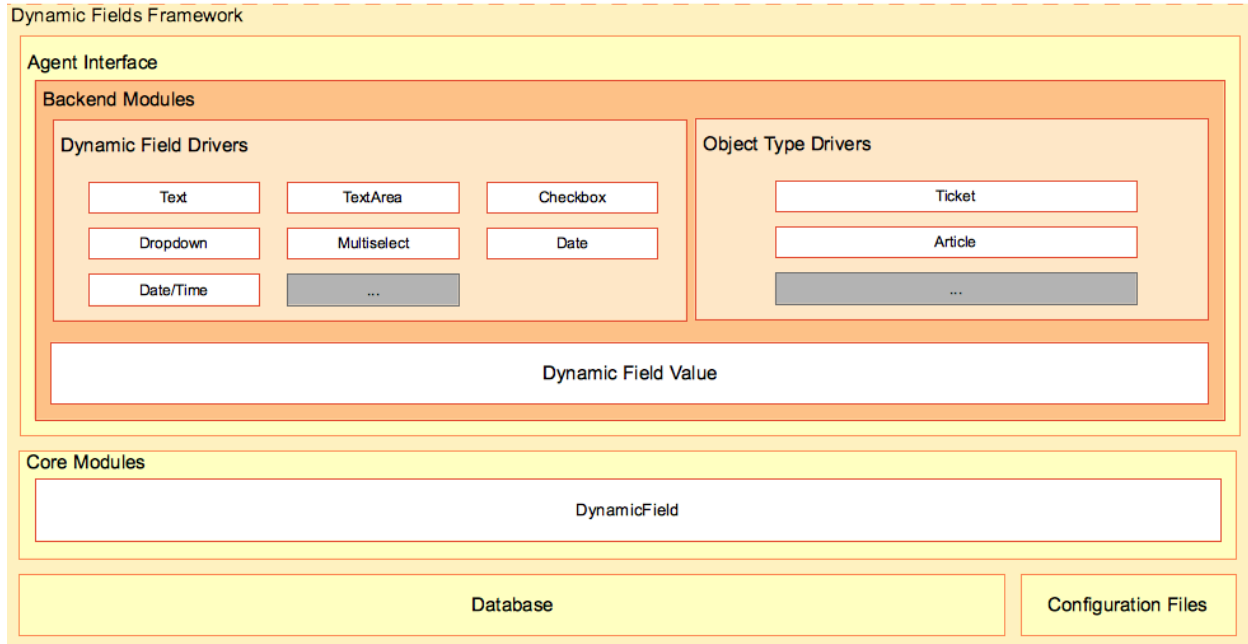 Dynamic Fields Framework
Agent Interface
Backend Modules
Dynamic Field Drivers
Text
TextArea
Checkbox
Dropdown
Multiselect
Date
Date/Time
...
Object Type Drivers
Ticket
Article
...
Dynamic Field Value
Core Modules
DynamicField
Database
Configuration Files